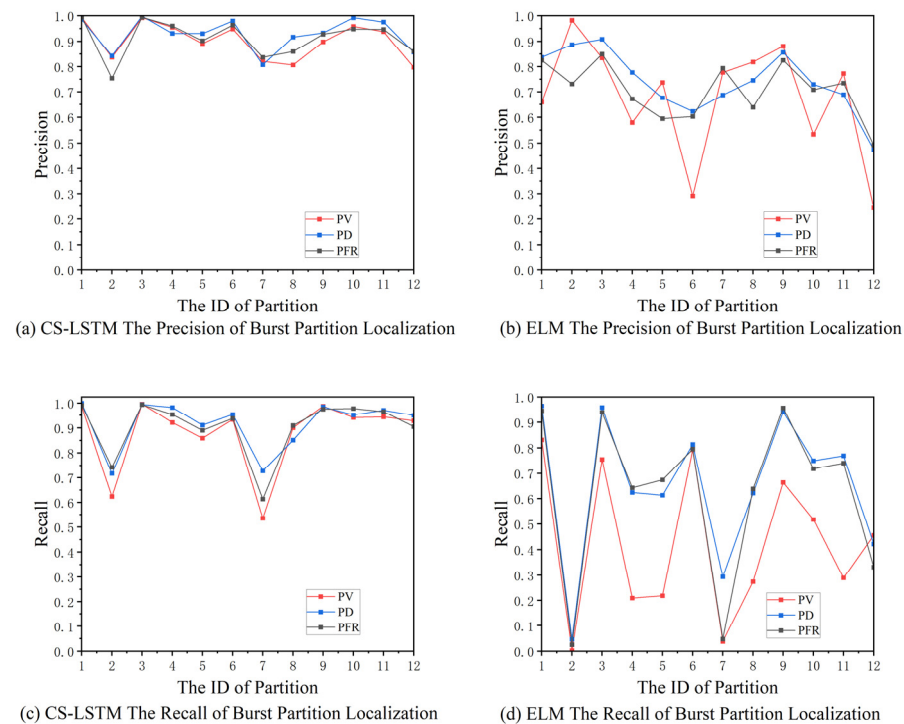 1.0
0.9
0.8
0.7
0.6
0.5
0.4
0.3
0.2
0.1
0.0
Precision
PV
PD
PFR
1 2 3 4 5 6 7 8 9 10 11 12
The ID of Partition
(a) CS-LSTM The Precision of Burst Partition Localization
1.0
0.9
0.8
0.7
0.6
0.5
0.4
0.3
0.2
0.1
0.0
Precision
PV
PD
PFR
1 2 3 4 5 6 7 8 9 10 11 12
The ID of Partition
(b) ELM The Precision of Burst Partition Localization
1.0
0.9
0.8
0.7
0.6
0.5
0.4
0.3
0.2
0.1
0.0
Recall
PV
PD
PFR
1 2 3 4 5 6 7 8 9 10 11 12
The ID of Partition
(c) CS-LSTM The Recall of Burst Partition Localization
1.0
0.9
0.8
0.7
0.6
0.5
0.4
0.3
0.2
0.1
0.0
Recall
PV
PD
PFR
1 2 3 4 5 6 7 8 9 10 11 12
The ID of Partition
(d) ELM The Recall of Burst Partition Localization